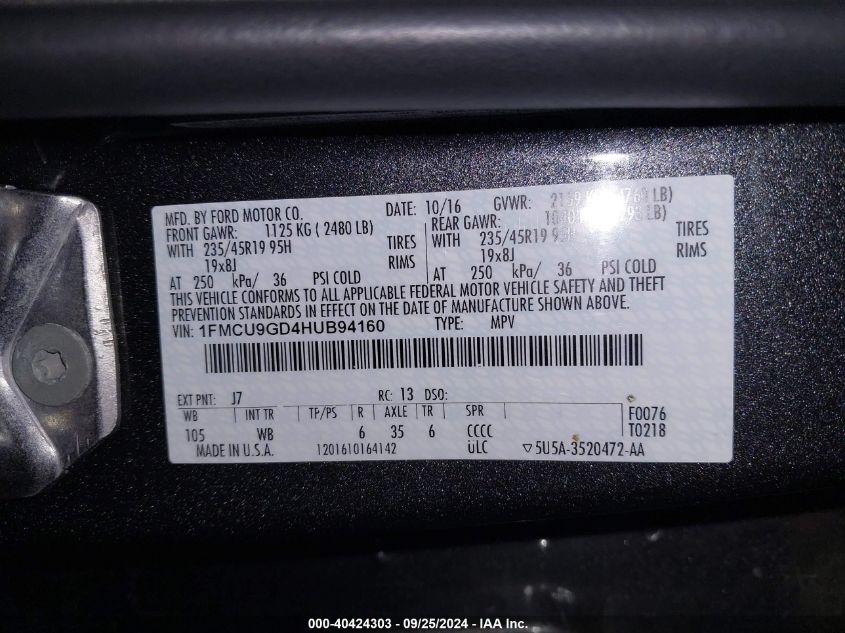 MFD. BY FORD MOTOR CO.
DATE: 10/16 GVWR: LB)
FRONT GAWR: 1125 KG ( 2480 LB)
REAR GAWR: LB)
WITH 235/45R19 95H TIRES
WITH 235/45R19 95H TIRES
19x8J RIMS
19x8J RIMS
AT 250 kPa/ 36 PSI COLD
AT 250 kPa/ 36 PSI COLD
THIS VEHICLE CONFORMS TO ALL APPLICABLE FEDERAL MOTOR VEHICLE SAFETY AND THEFT
PREVENTION STANDARDS IN EFFECT ON THE DATE OF MANUFACTURE SHOWN ABOVE.
VIN: 1FMCU9GD4HUB94160 TYPE: MPV
EXT PNT: J7 RC: 13 DSO:
WB INT TR TP/PS R AXLE TR SPR F0076
105 WB 6 35 6 CCCC T0218
MADE IN U.S.A. 1201610164142 üLC ▽5U5A-3520472-AA
000-40424303 - 09/25/2024 - IAA Inc.